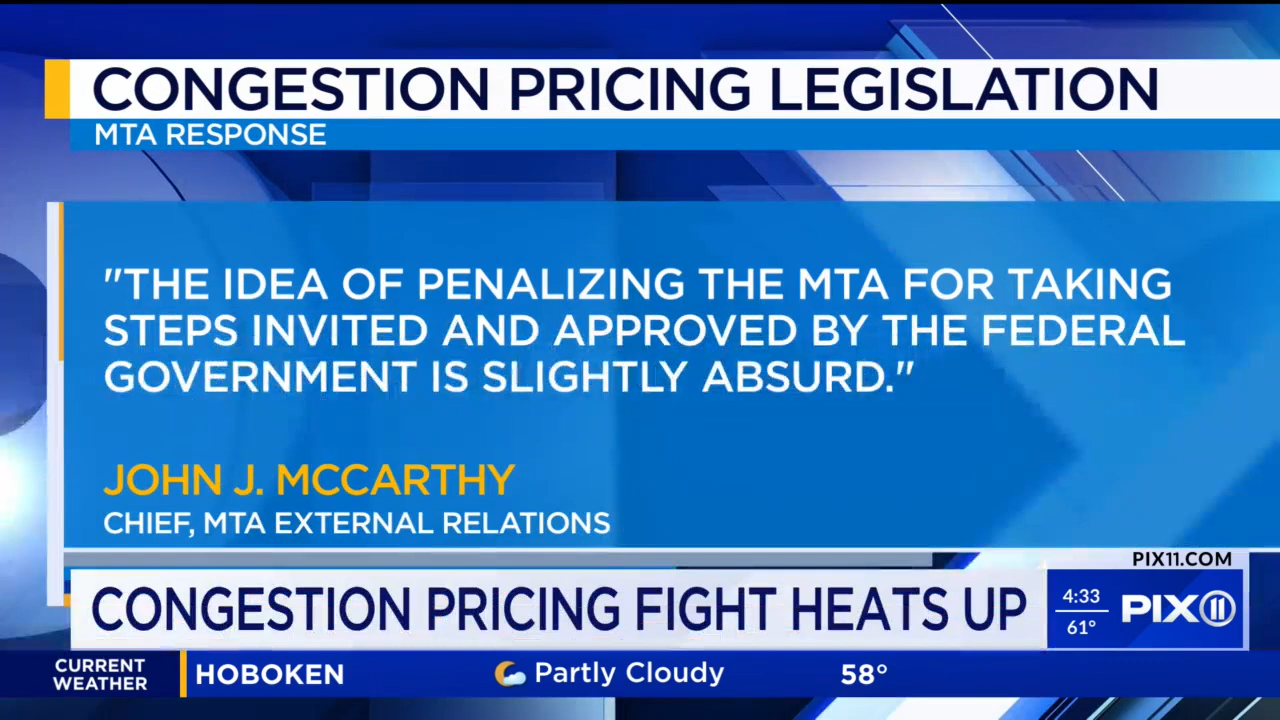 CONGESTION PRICING LEGISLATION
MTA RESPONSE
"THE IDEA OF PENALIZING THE MTA FOR TAKING
STEPS INVITED AND APPROVED BY THE FEDERAL
GOVERNMENT IS SLIGHTLY ABSURD."
JOHN J. MCCARTHY
CHIEF, MTA EXTERNAL RELATIONS
PIX11.COM
CONGESTION PRICING FIGHT HEATS UP
4:33
61°
PIX11
CURRENT
WEATHER
HOBOKEN
Partly Cloudy
58°